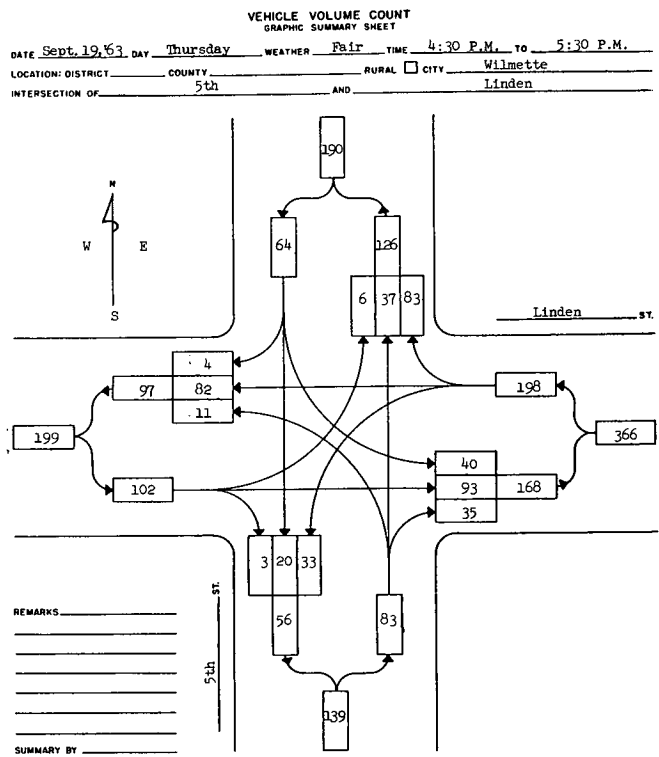 VEHICLE VOLUME COUNT
GRAPHIC SUMMARY SHEET
DATE Sept. 19,'63 DAY Thursday WEATHER Fair TIME 4:30 P.M. TO 5:30 P.M.
LOCATION: DISTRICT COUNTY RURAL CITY Wilmette
INTERSECTION OF 5th AND Linden
190
N
W E
S
64 126
6 37 83
Linden ST.
4
97 82 198
11
199 366
40
102 93 168
35
3 20 33
56 83
5th ST.
139
REMARKS
SUMMARY BY